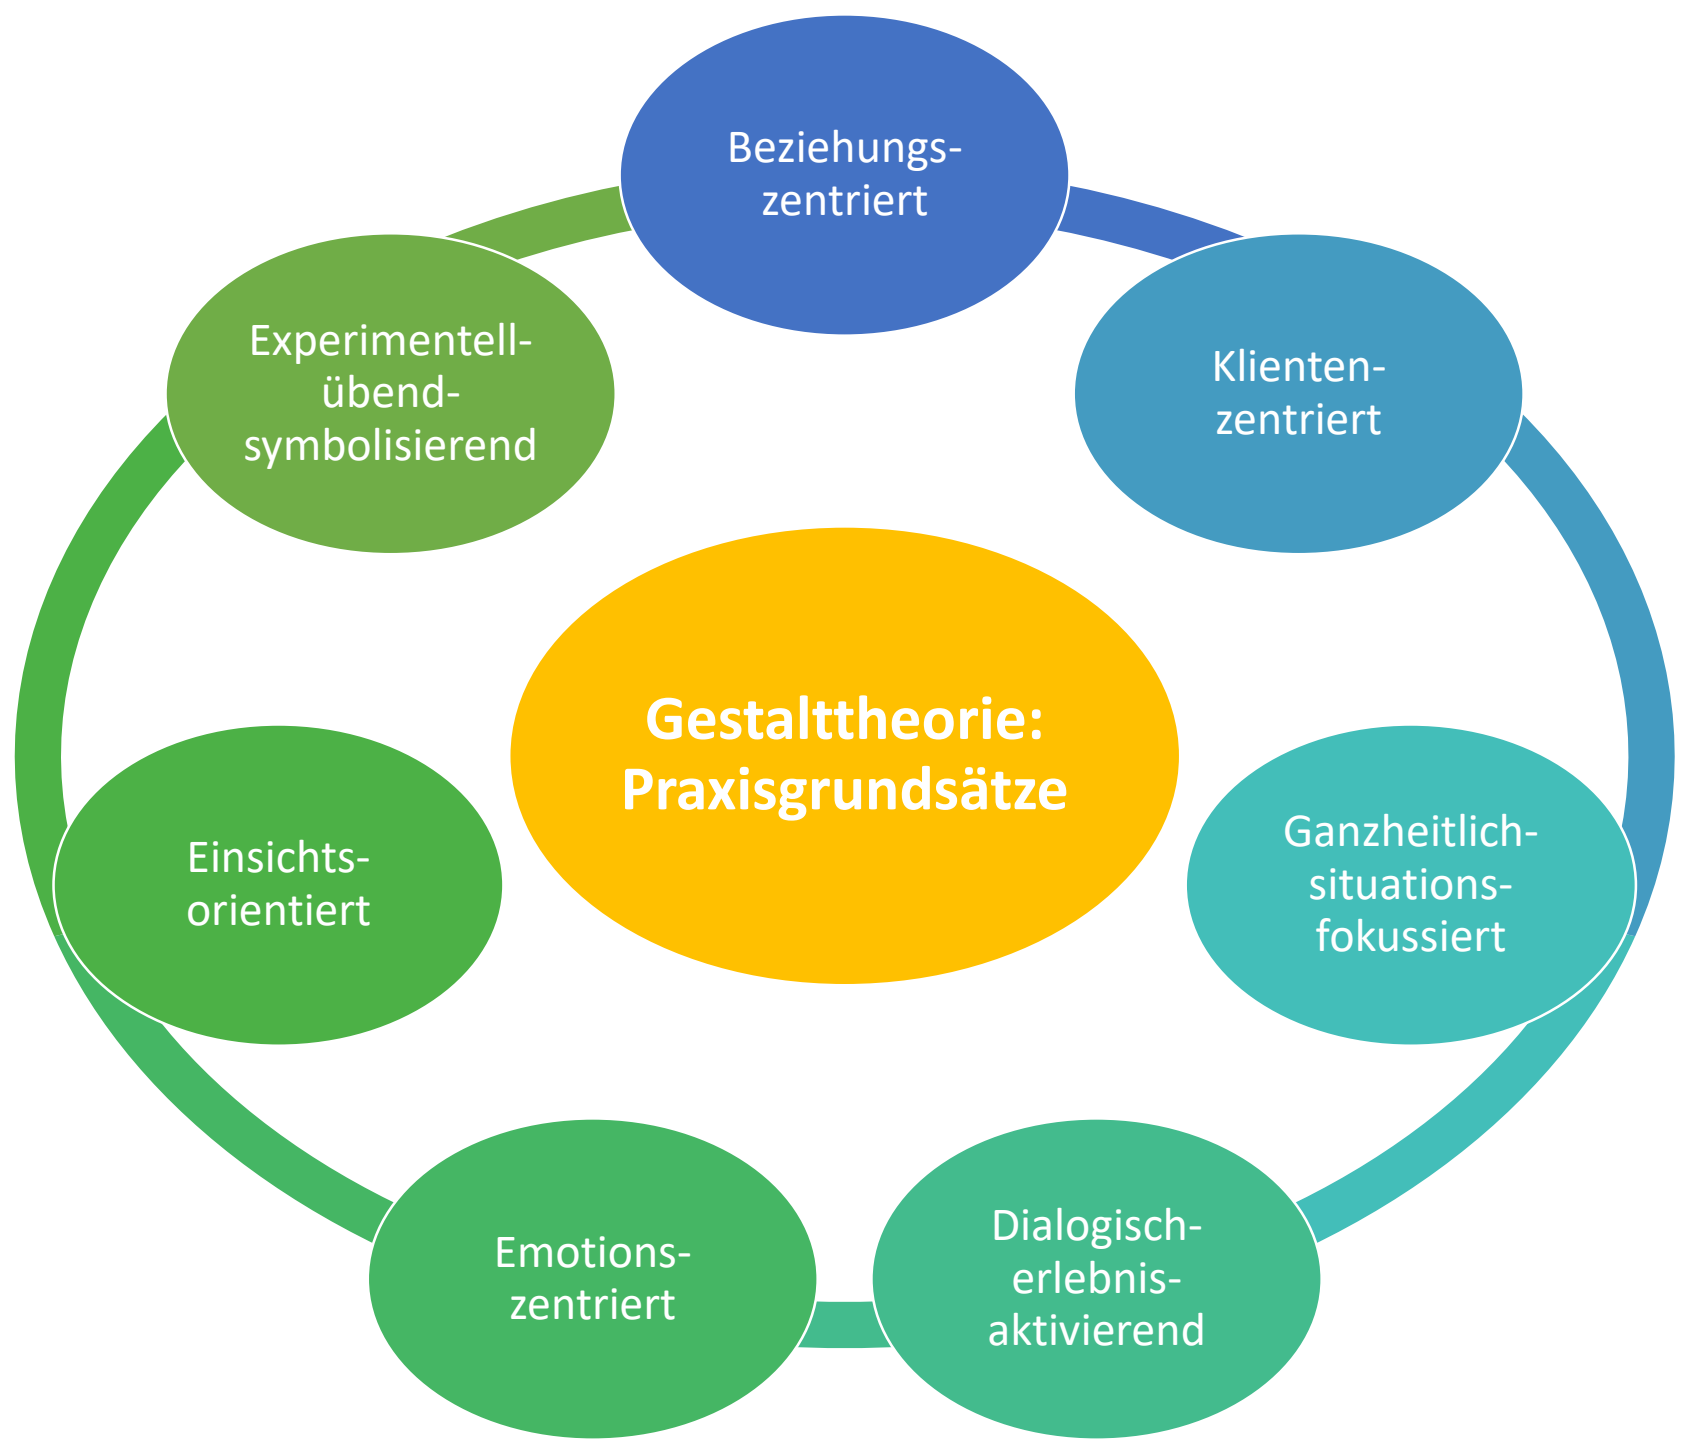 Beziehungs-
zentriert
Klienten-
zentriert
Ganzheitlich-
situations-
fokussiert
Dialogisch-
erlebnis-
aktivierend
Emotions-
zentriert
Einsichts-
orientiert
Experimentell-
übend-
symbolisierend
Gestalttheorie:
Praxisgrundsätze